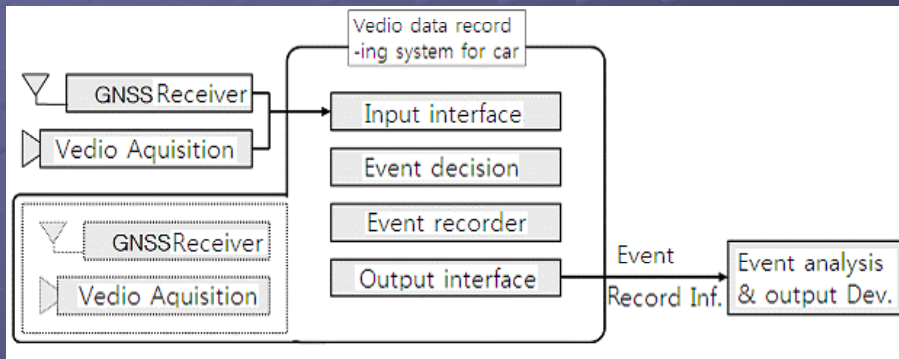 Vedio data record
-ing system for car
GNSS Receiver
Vedio Aquisition
Input interface
Event decision
Event recorder
Output interface
GNSS Receiver
Vedio Aquisition
Event
Record Inf.
Event analysis
& output Dev.